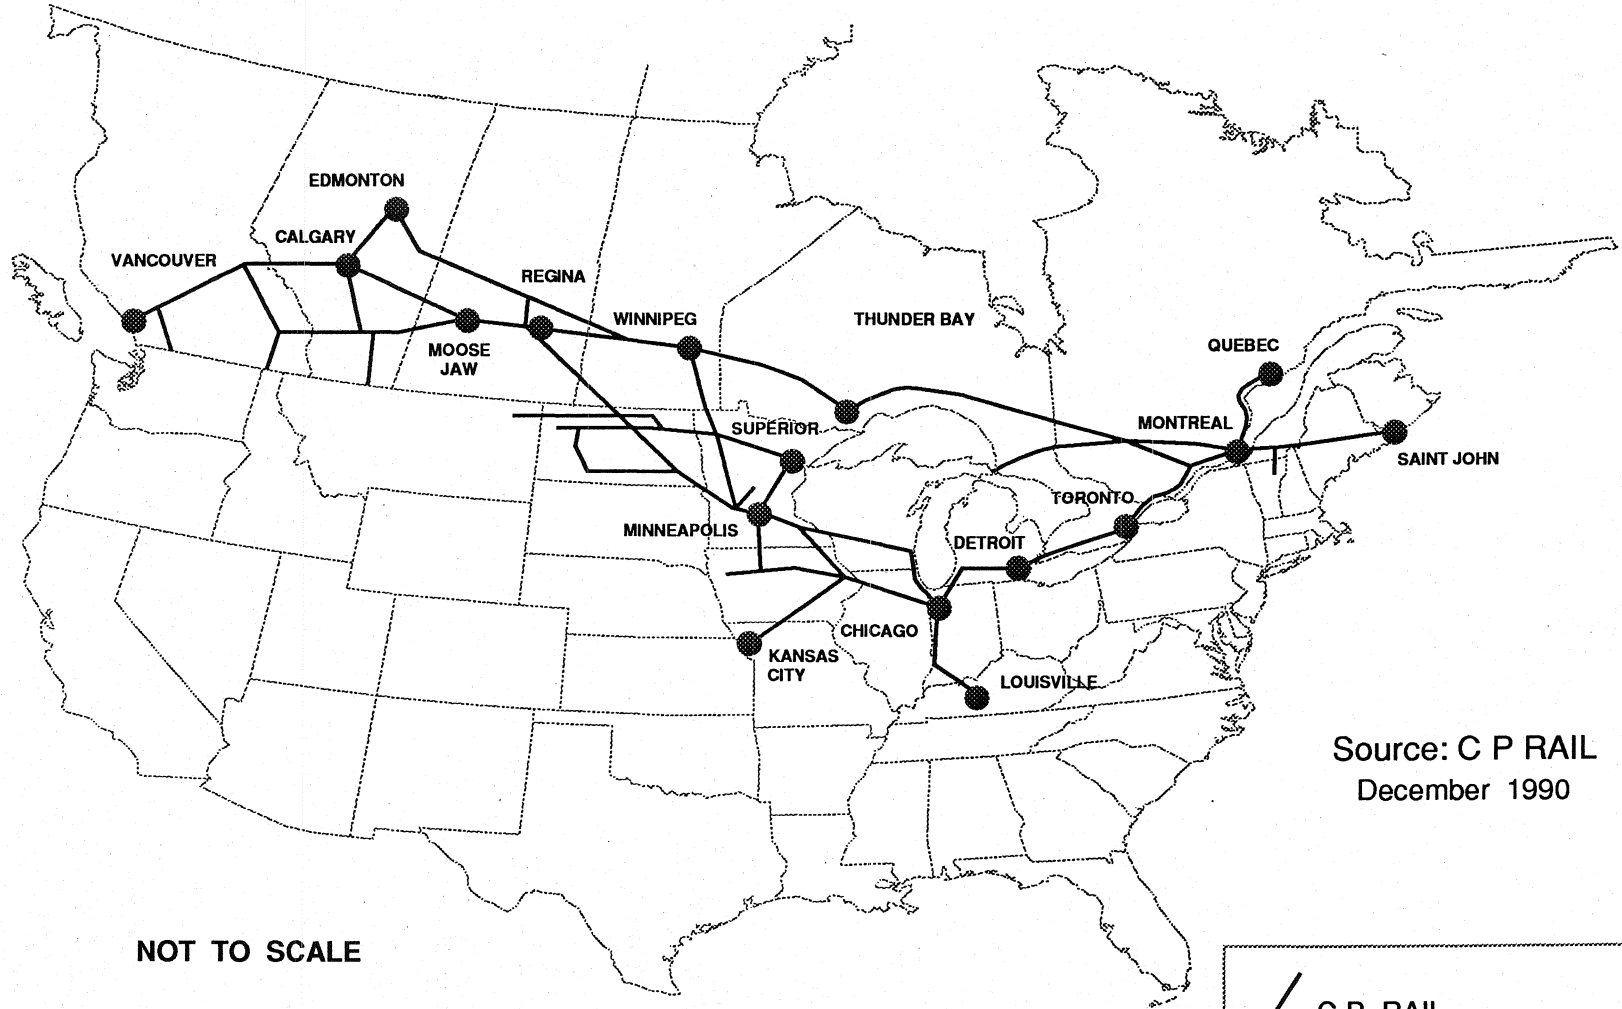 EDMONTON
CALGARY
VANCOUVER
REGINA
WINNIPEG
THUNDER BAY
MOOSE
JAW
QUEBEC
MONTREAL
SUPERIOR
SAINT JOHN
TORONTO
MINNEAPOLIS
DETROIT
CHICAGO
KANSAS
CITY
LOUISVILLE
Source: C P RAIL
December 1990
NOT TO SCALE
C P RAIL